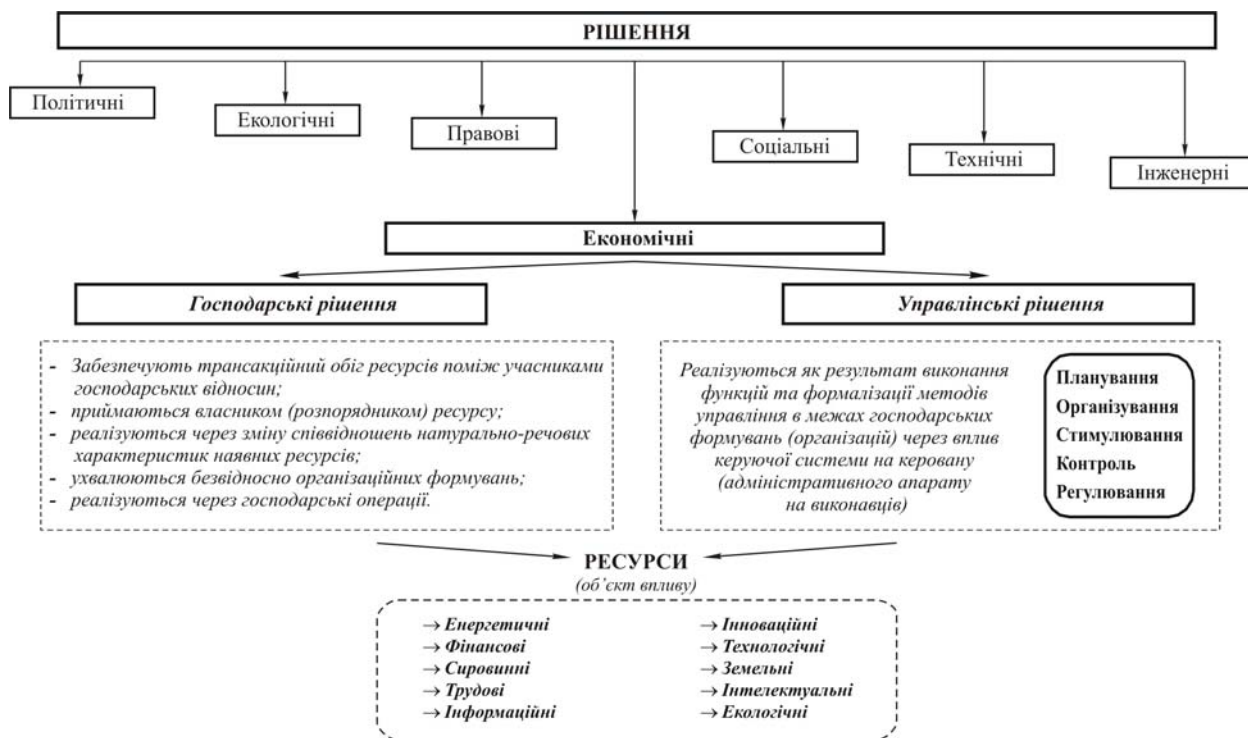 РІШЕННЯ
Політичні
Екологічні
Правові
Соціальні
Технічні
Інженерні
Економічні
Господарські рішення
- Забезпечують трансакційний обіг ресурсів поміж учасниками
господарських відносин;
- приймаються власником (розпорядником) ресурсу;
- реалізуються через зміну співвідношень натурально-речових
характеристик наявних ресурсів;
- ухвалюються безвідносно організаційних формувань;
- реалізуються через господарські операції.
Управлінські рішення
Реалізуються як результат виконання
функцій та формалізації методів
управління в межах господарських
формувань (організацій) через вплив
керуючої системи на керовану
(адміністративного апарату
на виконавців)
Планування
Організування
Стимулювання
Контроль
Регулювання
РЕСУРСИ
(об’єкт впливу)
→ Енергетичні
→ Фінансові
→ Сировинні
→ Трудові
→ Інформаційні
→ Інноваційні
→ Технологічні
→ Земельні
→ Інтелектуальні
→ Екологічні